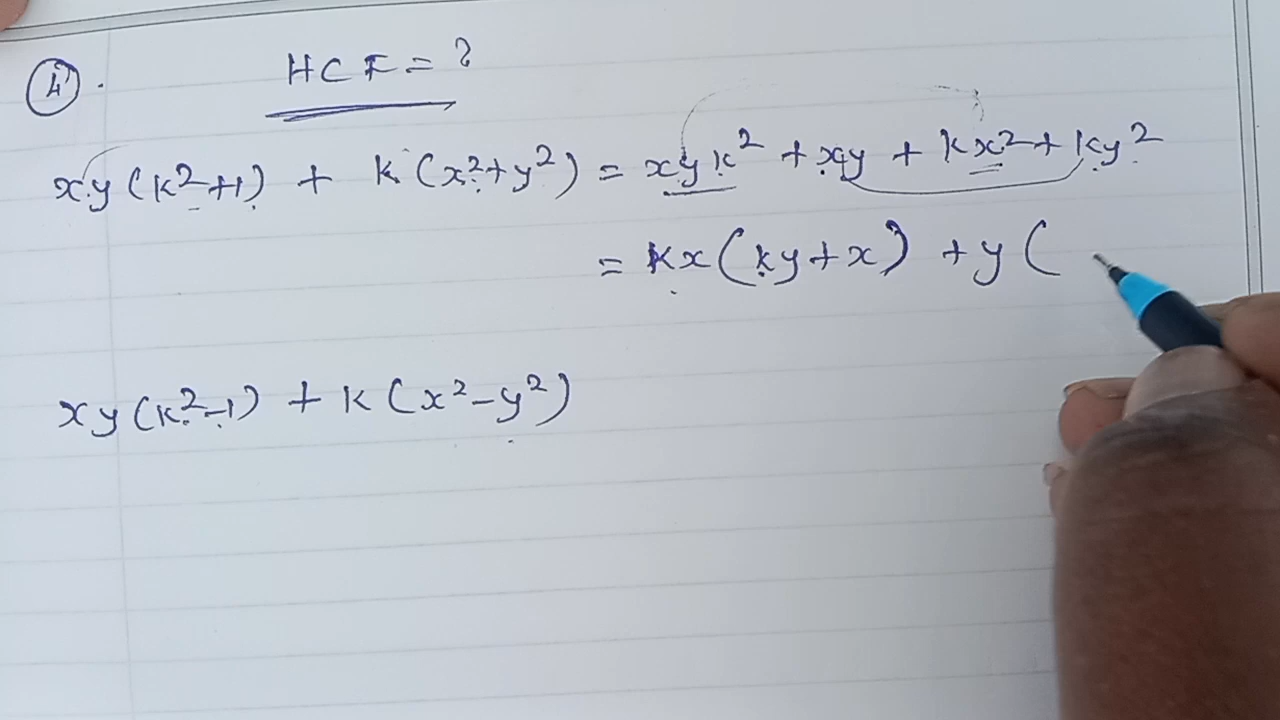 4. HCF = ?
xy(k²+1) + k(x²+y²) = xyk² + xy + kx² + ky²
= kx(ky+x) + y(
xy(k²-1) + k(x²-y²)